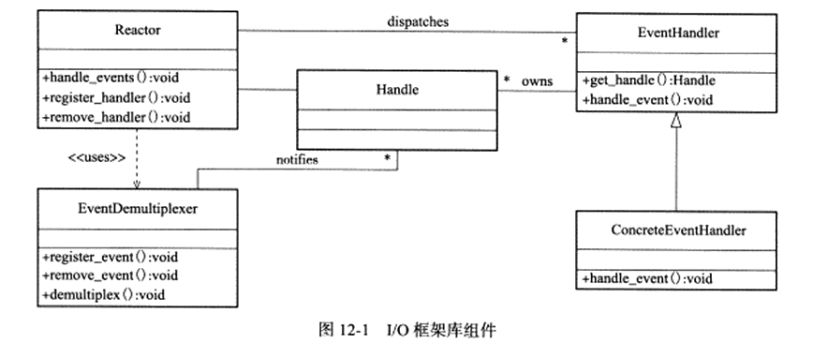 Reactor
+handle_events():void
+register_handler():void
+remove_handler():void
dispatches
*
EventHandler
+get_handle():Handle
+handle_event():void
Handle
* owns
<<uses>>
notifies
*
EventDemultiplexer
+register_event():void
+remove_event():void
+demultiplex():void
ConcreteEventHandler
+handle_event():void
图 12-1 I/O 框架库组件